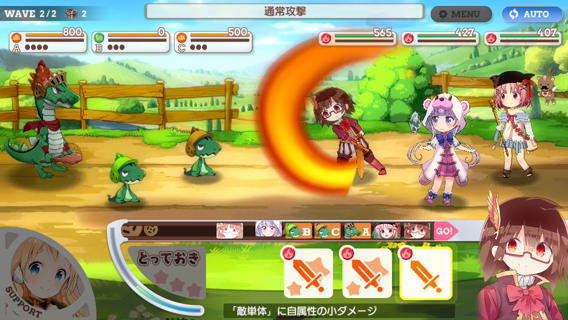 WAVE 2/2 2
通常攻撃
MENU
AUTO
800
A
0
B
500
C
565
427
407
B
C
A
GO!
とっておき
SUPPORT
「敵単体」に自属性の小ダメージ